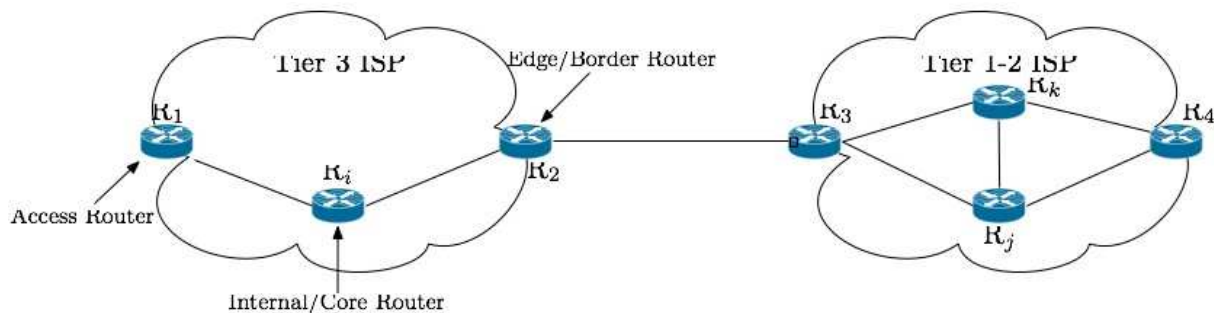 Tier 3 ISP
Edge/Border Router
Tier 1-2 ISP
R1
R3
Rk
R4
Ri
R2
Access Router
Rj
Internal/Core Router